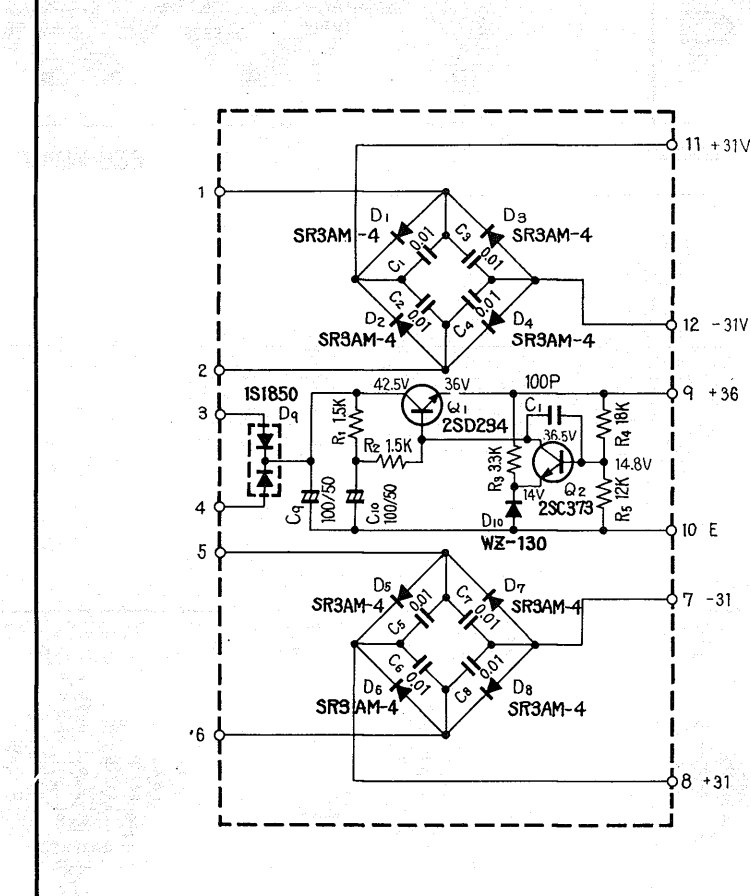 11 +31V
1
D1
SR3AM-4
D3
SR3AM-4
C1 0.01
C3 0.01
C2 0.01
C4 0.01
D2
SR3AM-4
D4
SR3AM-4
12 -31V
2
1S1850
3
D9
42.5V
36V
Q1
2SD234
100P
C1
9 +36
R1 1.5K
R2 1.5K
R3 3.3K
36.5V
R4 18K
14.8V
4
C9
100/50
C10
100/50
14V
Q2
2SC373
R5 12K
D10
WZ-130
10 E
5
D5
SR3AM-4
D7
SR3AM-4
7 -31
C5 0.01
C7 0.01
C6 0.01
C8 0.01
D6
SR3AM-4
D8
SR3AM-4
6
8 +31